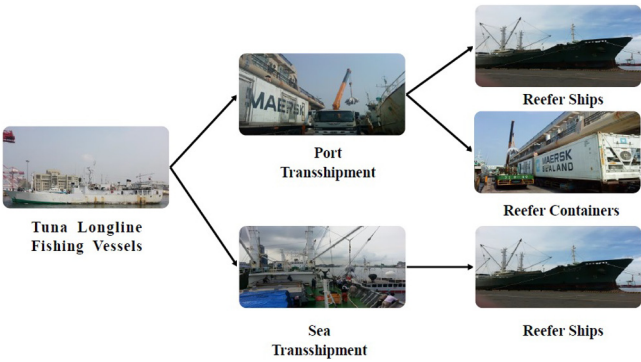 Tuna Longline
Fishing Vessels
MAERSK
Port
Transshipment
Sea
Transshipment
Reefer Ships
MAERSK
SEALAND
Reefer Containers
Reefer Ships